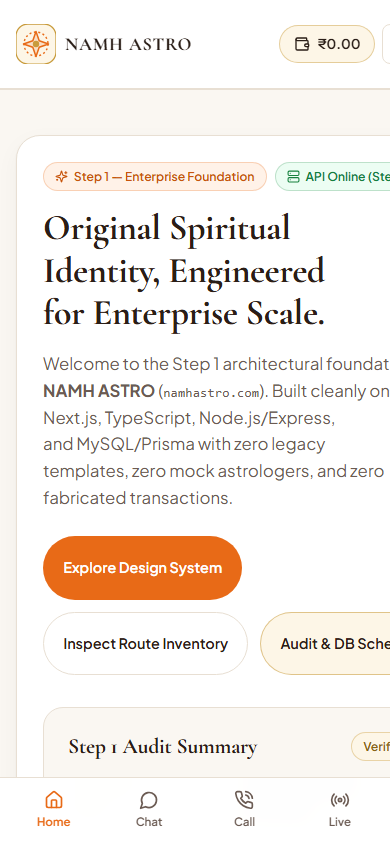 NAMH ASTRO
₹0.00
Step 1 — Enterprise Foundation
API Online (Ste
Original Spiritual
Identity, Engineered
for Enterprise Scale.
Welcome to the Step 1 architectural foundat
NAMH ASTRO (namhastro.com). Built cleanly on
Next.js, TypeScript, Node.js/Express,
and MySQL/Prisma with zero legacy
templates, zero mock astrologers, and zero
fabricated transactions.
Explore Design System
Inspect Route Inventory
Audit & DB Sche
Step 1 Audit Summary
Verif
Home
Chat
Call
Live